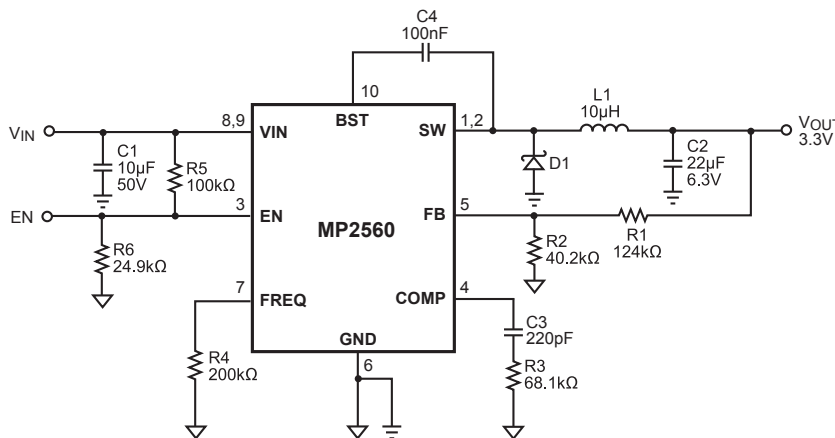 C4
100nF
10
L1
10µH
8,9
1,2
VIN
VIN
BST
SW
VOUT
3.3V
C1
10µF
50V
R5
100kΩ
D1
C2
22µF
6.3V
EN
3
EN
MP2560
FB
5
R6
24.9kΩ
R2
40.2kΩ
R1
124kΩ
7
FREQ
COMP
4
C3
220pF
GND
6
R4
200kΩ
R3
68.1kΩ